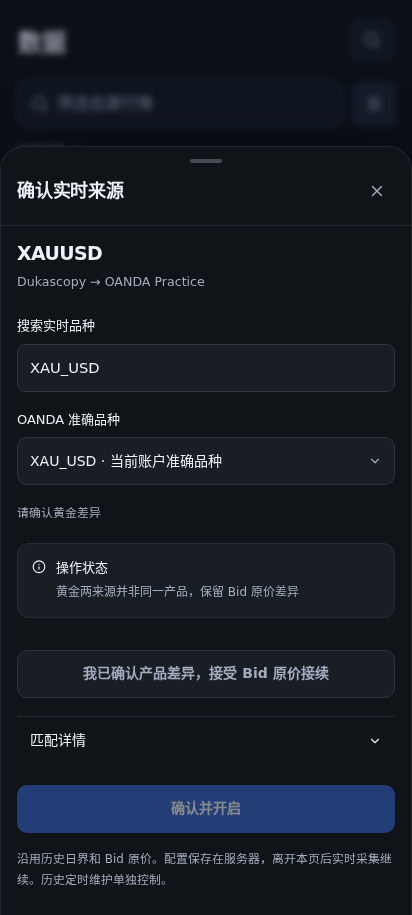 数据
确认实时来源
XAUUSD
Dukascopy → OANDA Practice
搜索实时品种
XAU_USD
OANDA 准确品种
XAU_USD · 当前账户准确品种
请确认黄金差异
操作状态
黄金两来源并非同一产品，保留 Bid 原价差异
我已确认产品差异，接受 Bid 原价接续
匹配详情
确认并开启
沿用历史日界和 Bid 原价。配置保存在服务器，离开本页后实时采集继
续。历史定时维护单独控制。